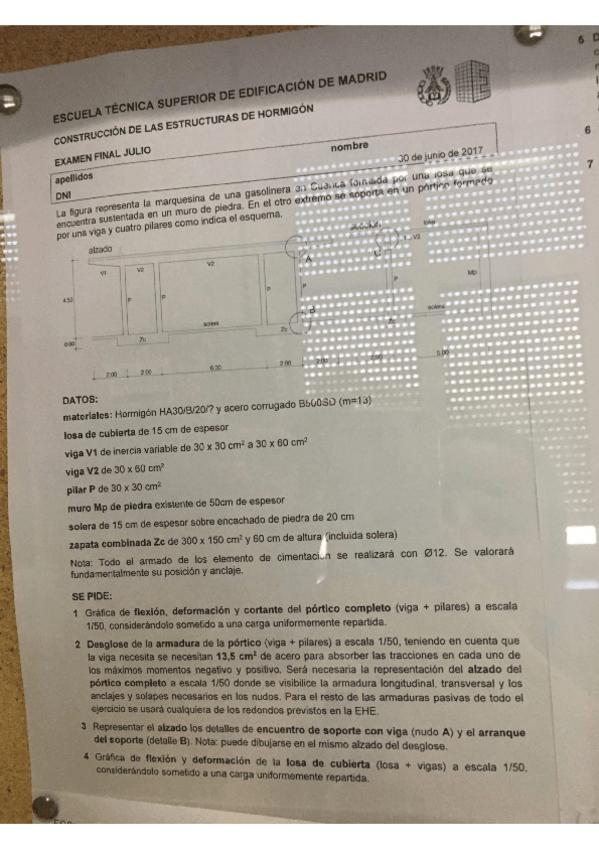 ESCUELA TÉCNICA SUPERIOR DE EDIFICACIÓN DE MADRID
CONSTRUCCIÓN DE LAS ESTRUCTURAS DE HORMIGÓN
EXAMEN FINAL JULIO
30 de junio de 2017
apellidos
nombre
DNI
La figura representa la marquesina de una gasolinera en Cuenca formada por una losa que se
encuentra sustentada en un muro de piedra. En el otro extremo se soporta en un pórtico formado
por una viga y cuatro pilares como indica el esquema.
alzado
V1
V2
V2
A
V2
P
P
P
P
P
Mp
4.50
B
solera
solera
Zc
Zc
0.60
2.00
2.00
6.00
2.00
2.00
5.00
DATOS:
materiales: Hormigón HA30/B/20/? y acero corrugado B500SD (m=13)
losa de cubierta de 15 cm de espesor
viga V1 de inercia variable de 30 x 30 cm² a 30 x 60 cm²
viga V2 de 30 x 60 cm²
pilar P de 30 x 30 cm²
muro Mp de piedra existente de 50cm de espesor
solera de 15 cm de espesor sobre encachado de piedra de 20 cm
zapata combinada Zc de 300 x 150 cm² y 60 cm de altura (incluida solera)
Nota: Todo el armado de los elemento de cimentación se realizará con Ø12. Se valorará
fundamentalmente su posición y anclaje.
SE PIDE:
1 Gráfica de flexión, deformación y cortante del pórtico completo (viga + pilares) a escala
1/50, considerándolo sometido a una carga uniformemente repartida.
2 Desglose de la armadura de la pórtico (viga + pilares) a escala 1/50, teniendo en cuenta que
la viga necesita se necesitan 13,5 cm² de acero para absorber las tracciones en cada uno de
los máximos momentos negativo y positivo. Será necesaria la representación del alzado del
pórtico completo a escala 1/50 donde se visibilice la armadura longitudinal, transversal y los
anclajes y solapes necesarios en los nudos. Para el resto de las armaduras pasivas de todo el
ejercicio se usará cualquiera de los redondos previstos en la EHE.
3 Representar el alzado los detalles de encuentro de soporte con viga (nudo A) y el arranque
del soporte (detalle B). Nota: puede dibujarse en el mismo alzado del desglose.
4 Gráfica de flexión y deformación de la losa de cubierta (losa + vigas) a escala 1/50,
considerándolo sometido a una carga uniformemente repartida.
5
6
7